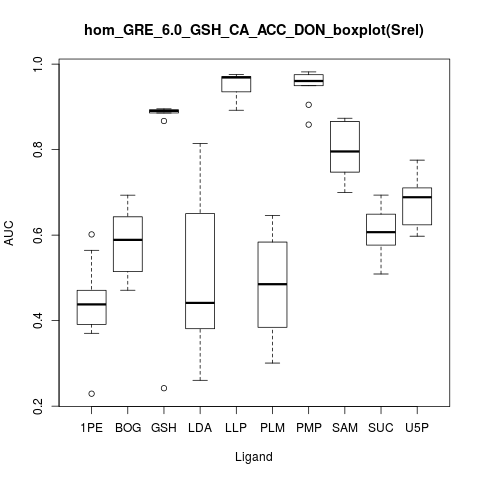 hom_GRE_6.0_GSH_CA_ACC_DON_boxplot(Srel)
AUC
1.0
0.8
0.6
0.4
0.2
1PE BOG GSH LDA LLP PLM PMP SAM SUC U5P
Ligand